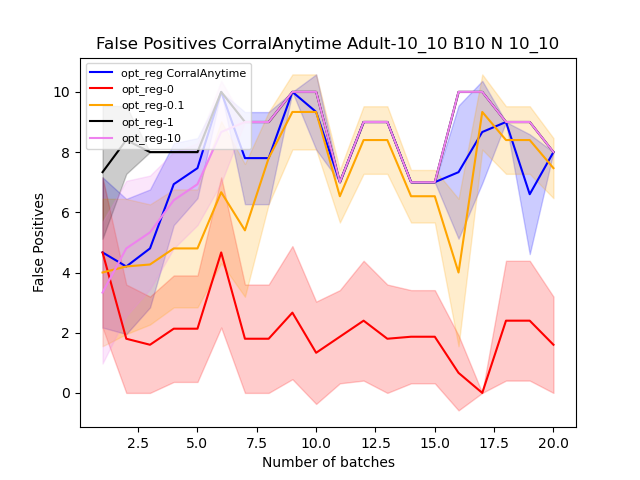 False Positives CorralAnytime Adult-10_10 B10 N 10_10
opt_reg CorralAnytime
opt_reg-0
opt_reg-0.1
opt_reg-1
opt_reg-10
10
8
6
4
2
0
False Positives
2.5 5.0 7.5 10.0 12.5 15.0 17.5 20.0
Number of batches